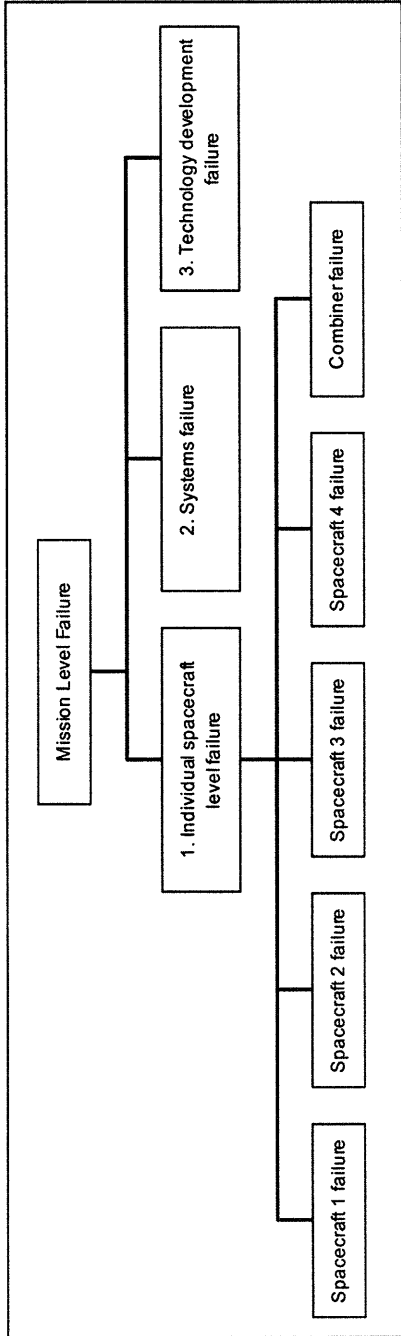 Mission Level Failure
1. Individual spacecraft
level failure
2. Systems failure
3. Technology development
failure
Spacecraft 1 failure
Spacecraft 2 failure
Spacecraft 3 failure
Spacecraft 4 failure
Combiner failure